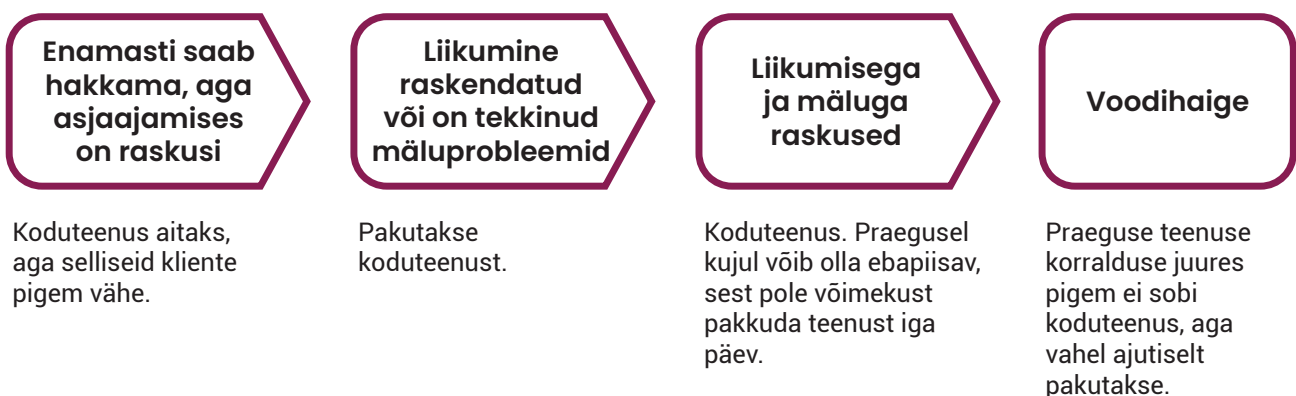 Enamasti saab
hakkama, aga
asjaajamises
on raskusi
Koduteenus aitaks,
aga selliseid kliente
pigem vähe.
Liikumine
raskendatud
või on tekkinud
mäluprobleemid
Pakutakse
koduteenust.
Liikumisega
ja mäluga
raskused
Koduteenus. Praegusel
kujul võib olla ebapiisav,
sest pole võimekust
pakkuda teenust iga
päev.
Voodihaige
Praeguse teenuse
korralduse juures
pigem ei sobi
koduteenus, aga
vahel ajutiselt
pakutakse.